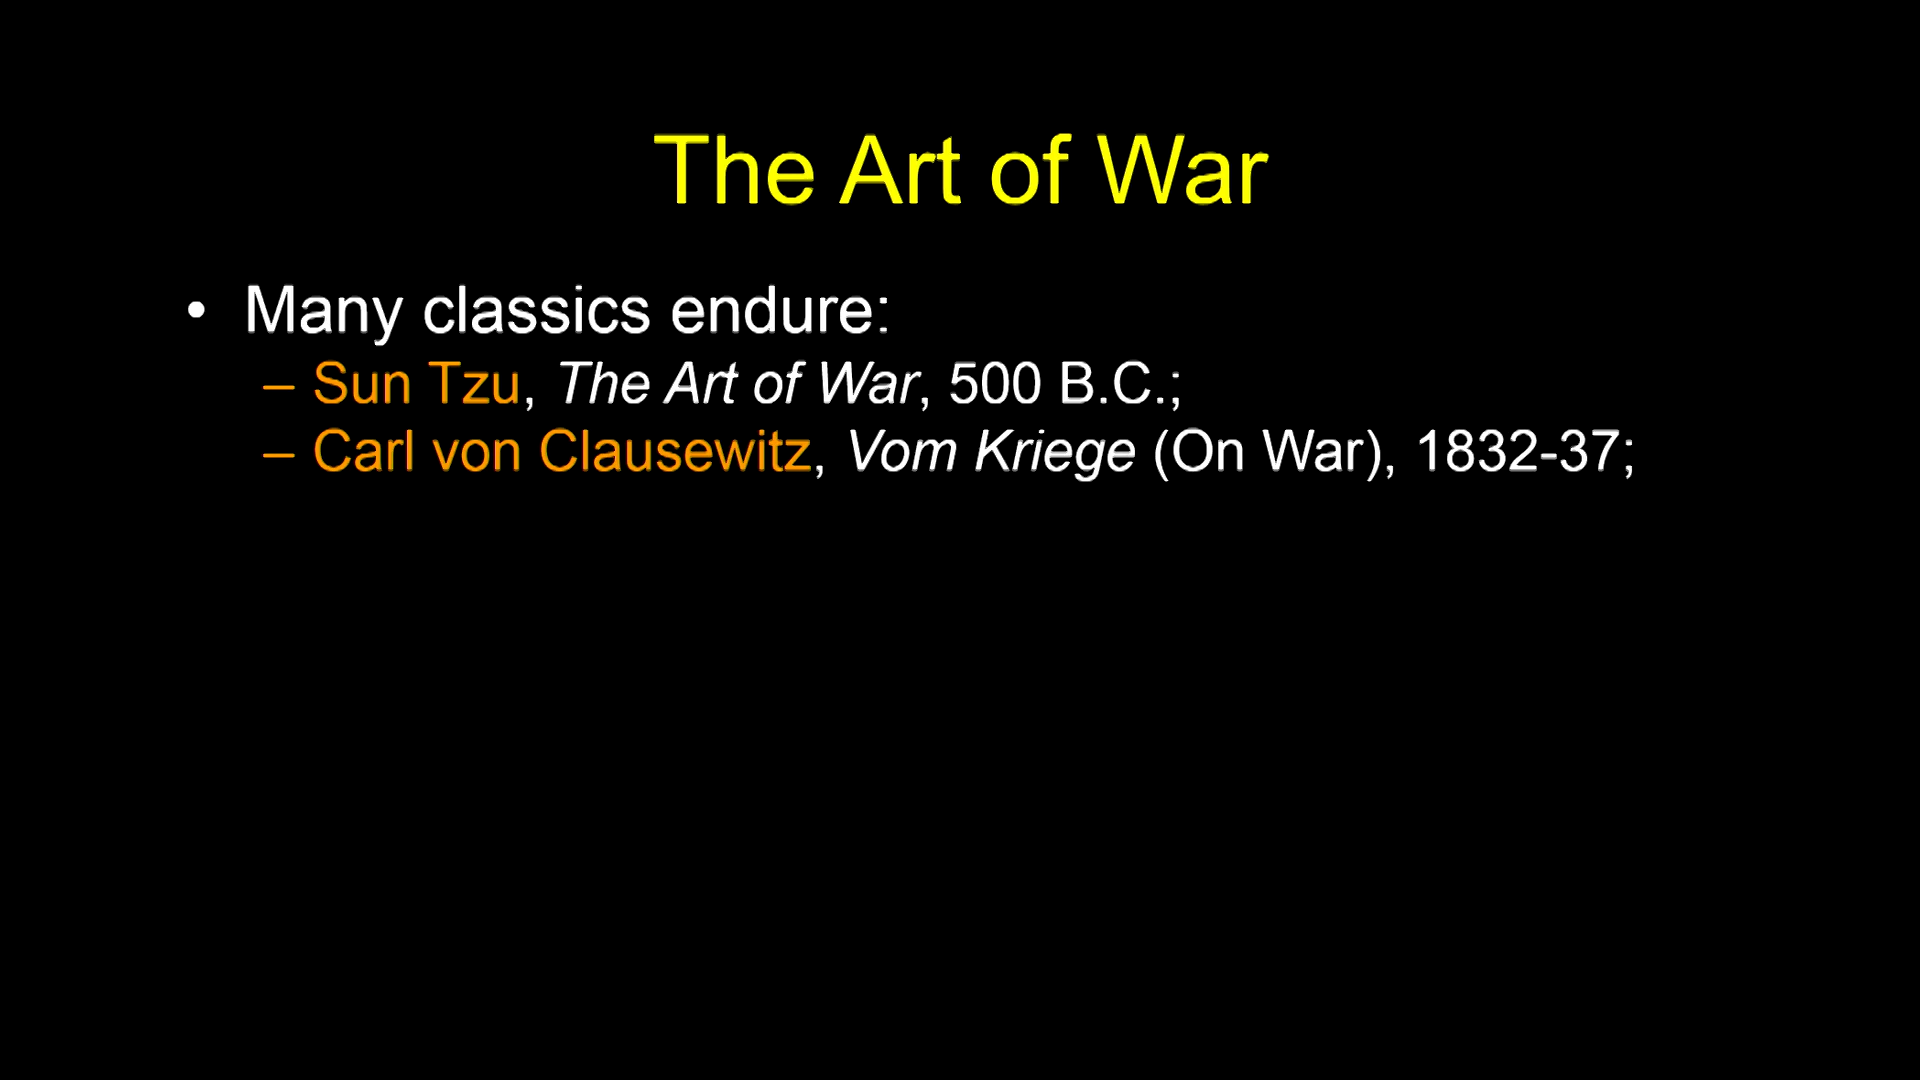 The Art of War
• Many classics endure:
– Sun Tzu, The Art of War, 500 B.C.;
– Carl von Clausewitz, Vom Kriege (On War), 1832-37;